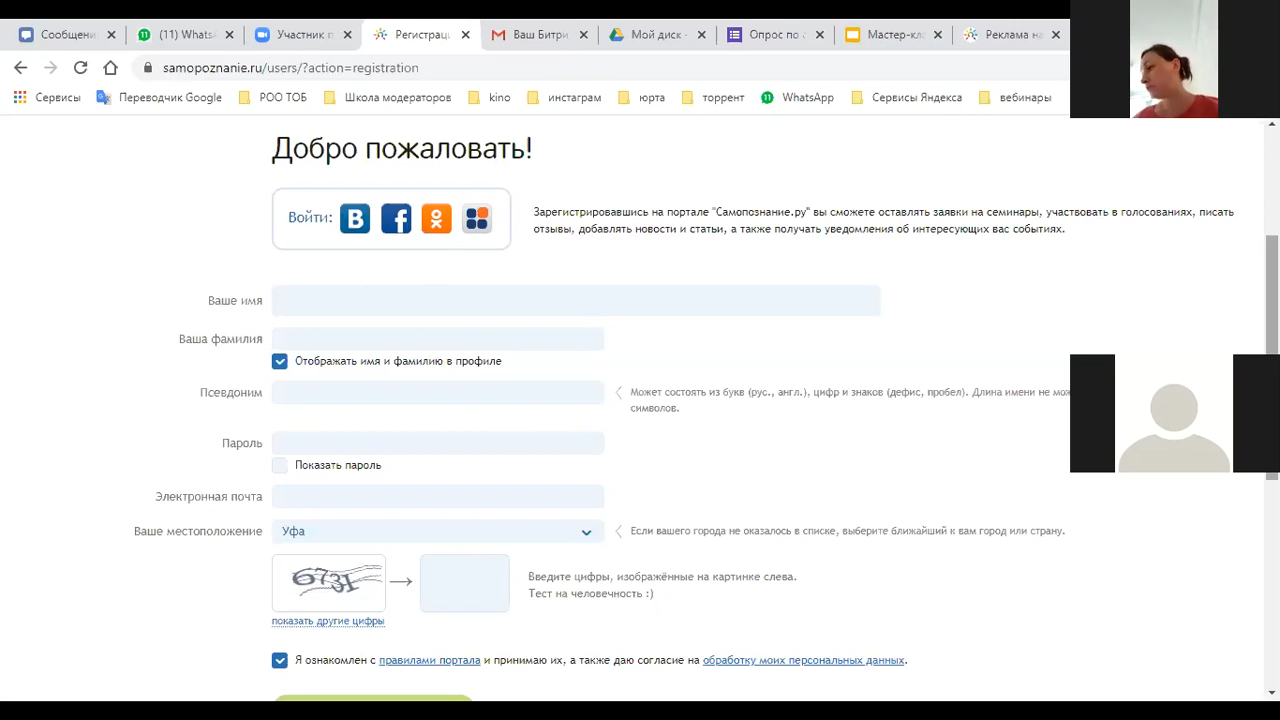 Сообщени
(11) Whats
Участник п
Регистрац
Ваш Битри
Мой диск -
Опрос по
Мастер-кл
Реклама на
samopoznanie.ru/users/?action=registration
Сервисы
Переводчик Google
РОО ТОБ
Школа модераторов
kino
инстаграм
юрта
торрент
WhatsApp
Сервисы Яндекса
вебинары
Добро пожаловать!
Войти:
Зарегистрировавшись на портале "Самопознание.ру" вы сможете оставлять заявки на семинары, участвовать в голосованиях, писать
отзывы, добавлять новости и статьи, а также получать уведомления об интересующих вас событиях.
Ваше имя
Ваша фамилия
Отображать имя и фамилию в профиле
Псевдоним
Может состоять из букв (рус., англ.), цифр и знаков (дефис, пробел). Длина имени не мо
символов.
Пароль
Показать пароль
Электронная почта
Ваше местоположение
Уфа
Если вашего города не оказалось в списке, выберите ближайший к вам город или страну.
6731
Введите цифры, изображённые на картинке слева.
Тест на человечность :)
показать другие цифры
Я ознакомлен с правилами портала и принимаю их, а также даю согласие на обработку моих персональных данных.